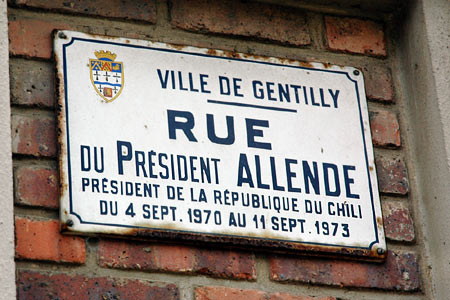 VILLE DE GENTILLY
RUE
DU PRÉSIDENT ALLENDE
PRÉSIDENT DE LA RÉPUBLIQUE DU CHILI
DU 4 SEPT. 1970 AU 11 SEPT. 1973